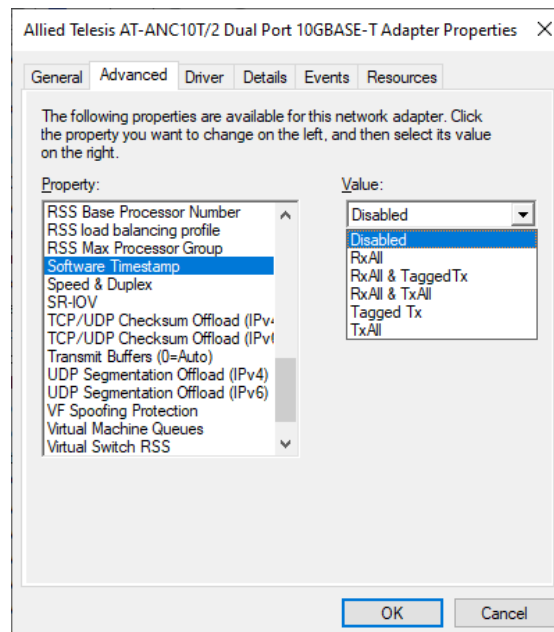 Allied Telesis AT-ANC10T/2 Dual Port 10GBASE-T Adapter Properties
General Advanced Driver Details Events Resources
The following properties are available for this network adapter. Click
the property you want to change on the left, and then select its value
on the right.
Property:
RSS Base Processor Number
RSS load balancing profile
RSS Max Processor Group
Software Timestamp
Speed & Duplex
SR-IOV
TCP/UDP Checksum Offload (IPv4
TCP/UDP Checksum Offload (IPv6
Transmit Buffers (0=Auto)
UDP Segmentation Offload (IPv4)
UDP Segmentation Offload (IPv6)
VF Spoofing Protection
Virtual Machine Queues
Virtual Switch RSS
Value:
Disabled
Disabled
RxAll
RxAll & TaggedTx
RxAll & TxAll
Tagged Tx
TxAll
OK Cancel